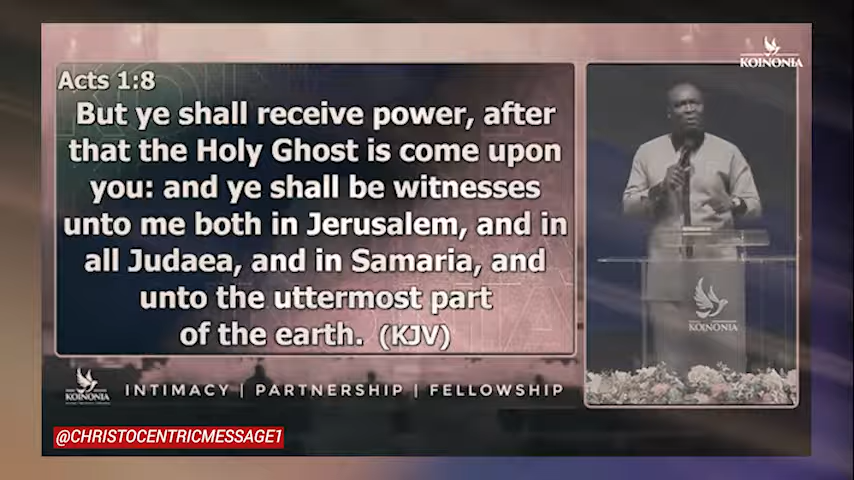 KOINONIA
Acts 1:8
But ye shall receive power, after
that the Holy Ghost is come upon
you: and ye shall be witnesses
unto me both in Jerusalem, and in
all Judaea, and in Samaria, and
unto the uttermost part
of the earth. (KJV)
KOINONIA
KOINONIA
INTIMACY | PARTNERSHIP | FELLOWSHIP
@CHRISTOCENTRICMESSAGE1